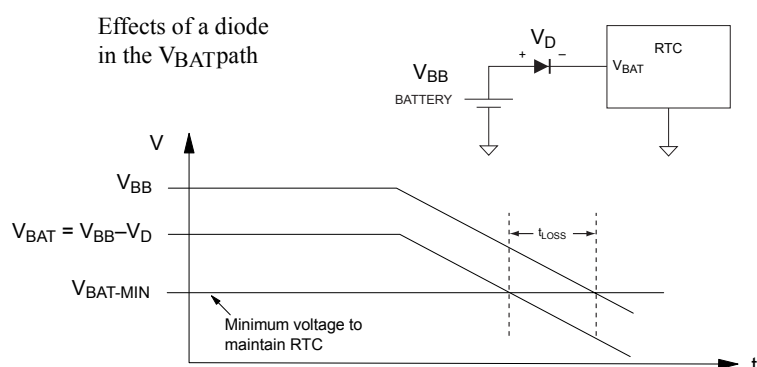 Effects of a diode
in the VBATpath
VD
+ –
RTC
VBAT
VBB
BATTERY
V
VBB
VBAT = VBB–VD
tLOSS
VBAT-MIN
Minimum voltage to
maintain RTC
t